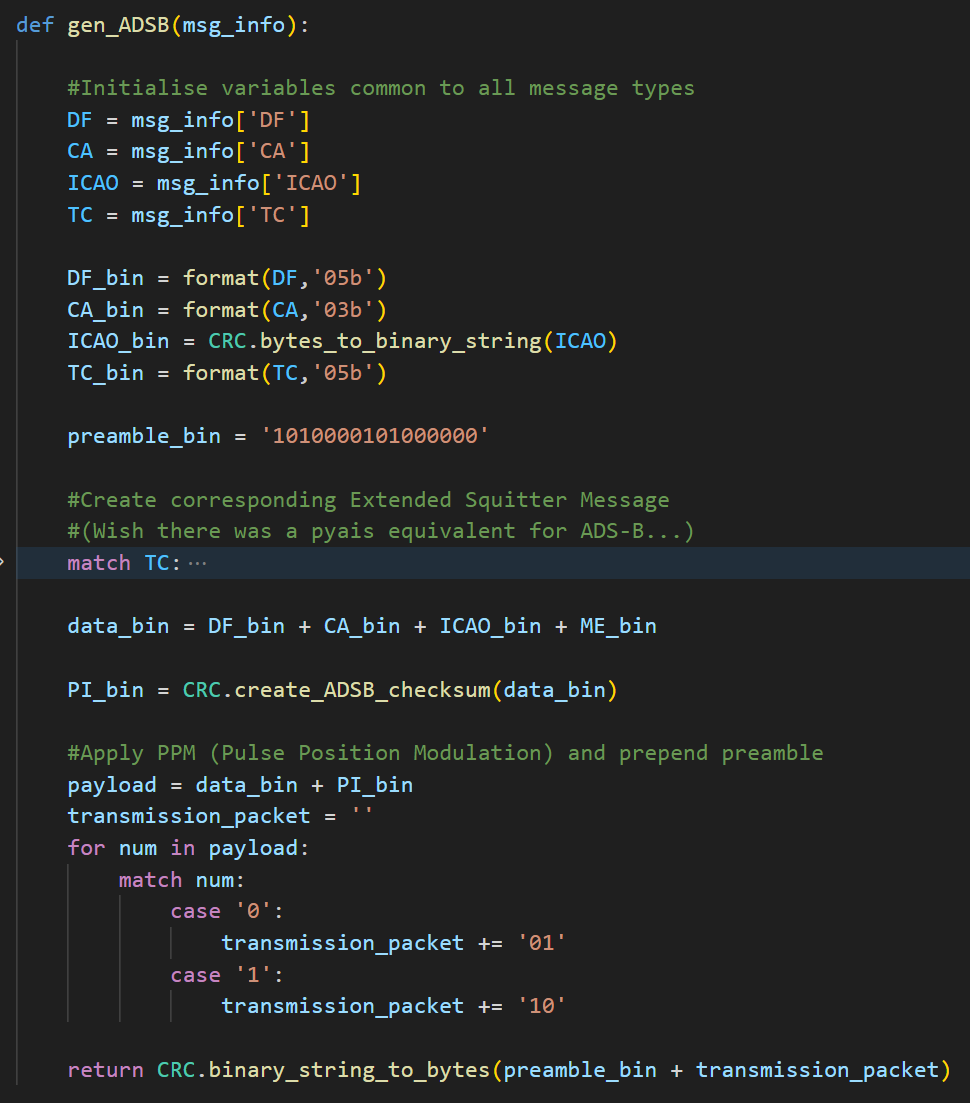 def gen_ADSB(msg_info):
#Initialise variables common to all message types
DF = msg_info['DF']
CA = msg_info['CA']
ICAO = msg_info['ICAO']
TC = msg_info['TC']
DF_bin = format(DF,'05b')
CA_bin = format(CA,'03b')
ICAO_bin = CRC.bytes_to_binary_string(ICAO)
TC_bin = format(TC,'05b')
preamble_bin = '1010000101000000'
#Create corresponding Extended Squitter Message
#(Wish there was a pyais equivalent for ADS-B...)
match TC:···
data_bin = DF_bin + CA_bin + ICAO_bin + ME_bin
PI_bin = CRC.create_ADSB_checksum(data_bin)
#Apply PPM (Pulse Position Modulation) and prepend preamble
payload = data_bin + PI_bin
transmission_packet = ''
for num in payload:
match num:
case '0':
transmission_packet += '01'
case '1':
transmission_packet += '10'
return CRC.binary_string_to_bytes(preamble_bin + transmission_packet)